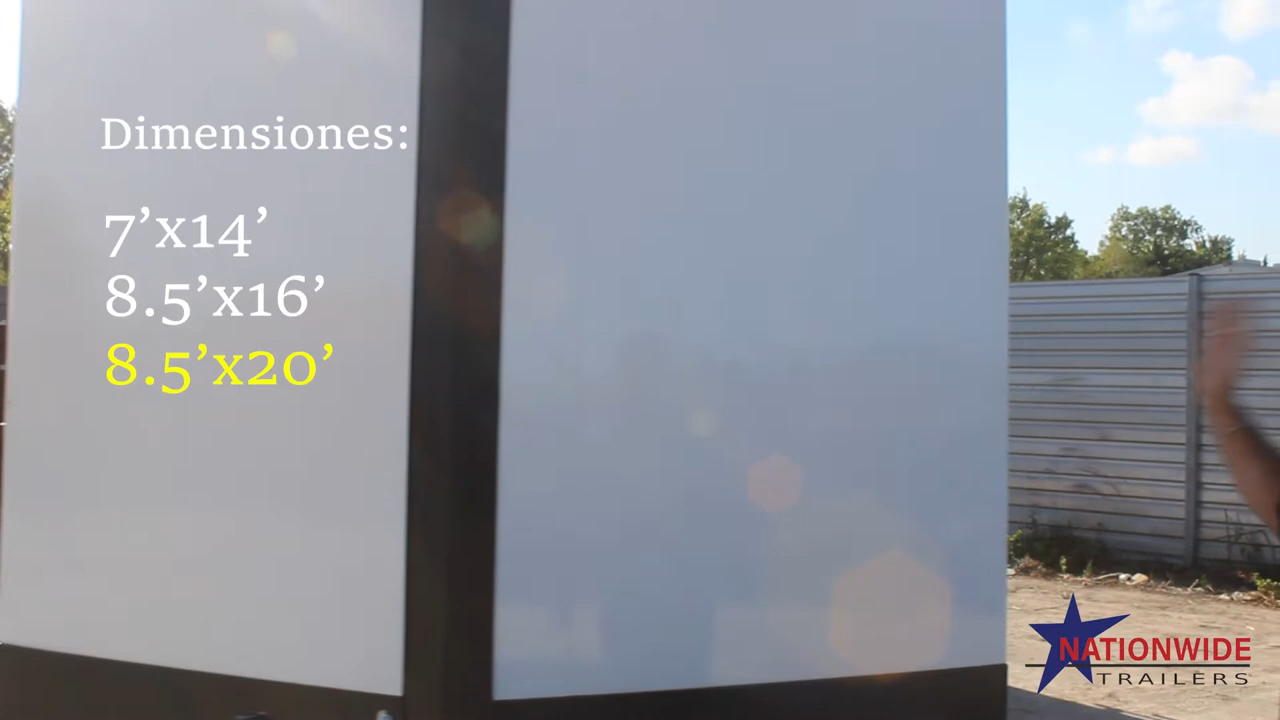 Dimensiones:
7’x14’
8.5’x16’
8.5’x20’
NATIONWIDE
TRAILERS